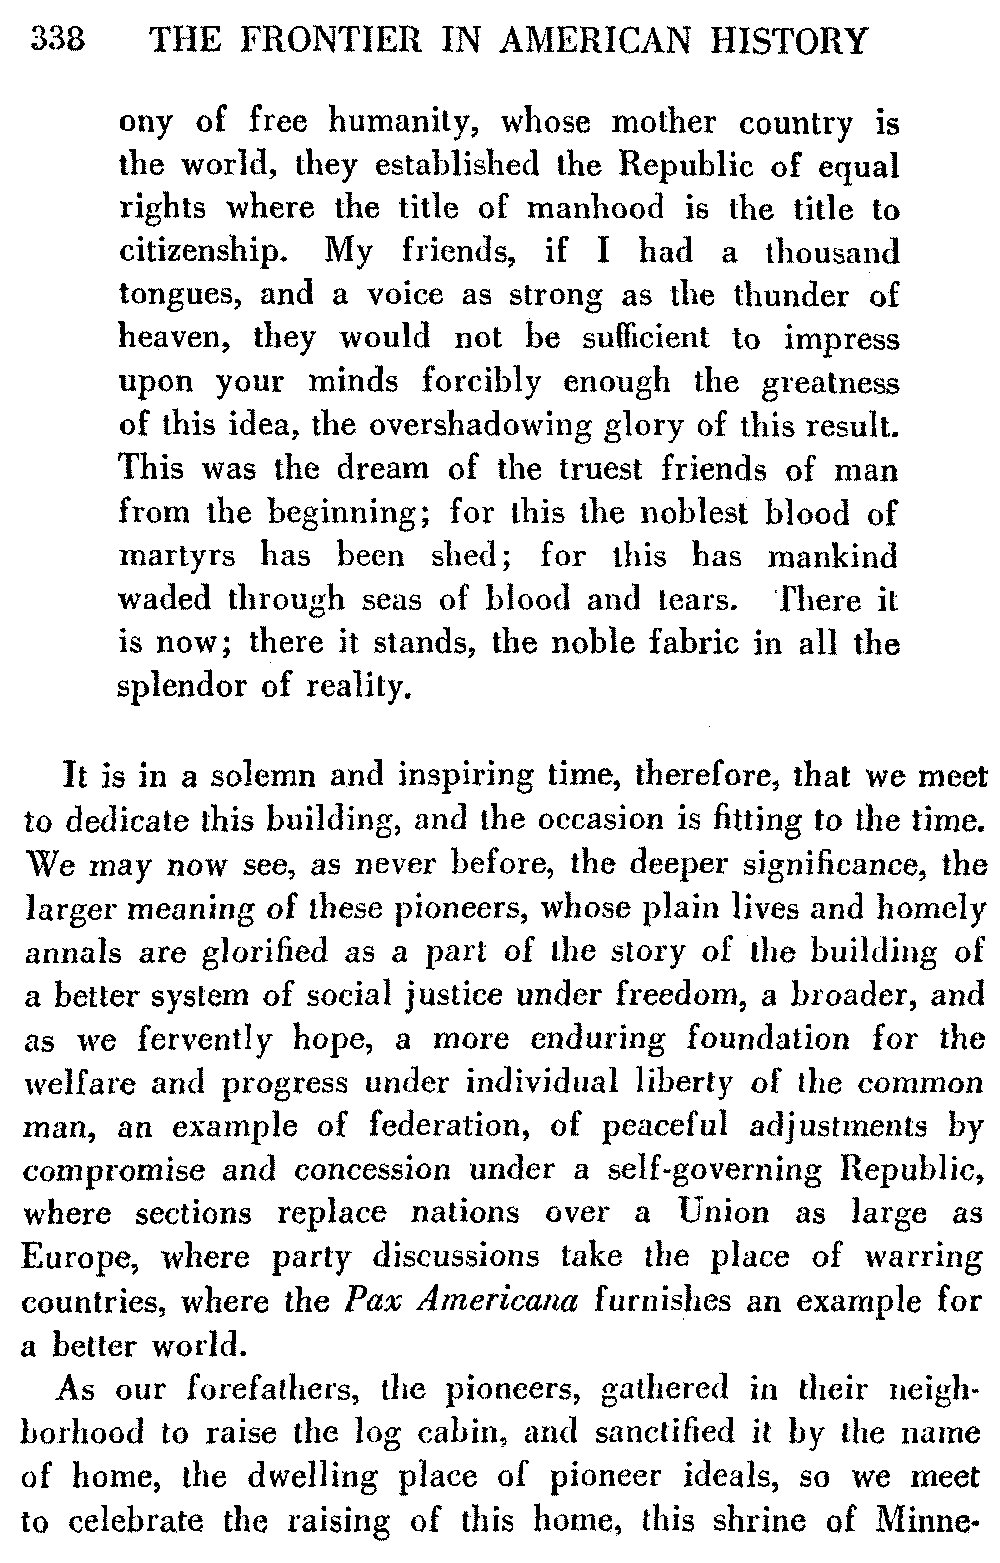 338 THE FRONTIER IN AMERICAN HISTORY
ony of free humanity, whose mother country is
the world, they established the Republic of equal
rights where the title of manhood is the title to
citizenship. My friends, if I had a thousand
tongues, and a voice as strong as the thunder of
heaven, they would not be sufficient to impress
upon your minds forcibly enough the greatness
of this idea, the overshadowing glory of this result.
This was the dream of the truest friends of man
from the beginning; for this the noblest blood of
martyrs has been shed; for this has mankind
waded through seas of blood and tears. There it
is now; there it stands, the noble fabric in all the
splendor of reality.
It is in a solemn and inspiring time, therefore, that we meet
to dedicate this building, and the occasion is fitting to the time.
We may now see, as never before, the deeper significance, the
larger meaning of these pioneers, whose plain lives and homely
annals are glorified as a part of the story of the building of
a better system of social justice under freedom, a broader, and
as we fervently hope, a more enduring foundation for the
welfare and progress under individual liberty of the common
man, an example of federation, of peaceful adjustments by
compromise and concession under a self-governing Republic,
where sections replace nations over a Union as large as
Europe, where party discussions take the place of warring
countries, where the Pax Americana furnishes an example for
a better world.
As our forefathers, the pioneers, gathered in their neigh-
borhood to raise the log cabin, and sanctified it by the name
of home, the dwelling place of pioneer ideals, so we meet
to celebrate the raising of this home, this shrine of Minne-